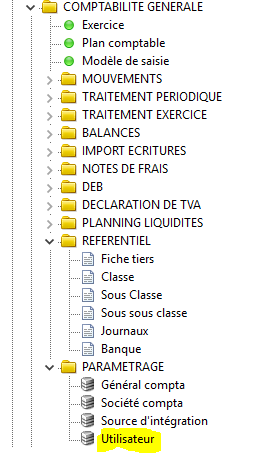 COMPTABILITE GENERALE
Exercice
Plan comptable
Modèle de saisie
MOUVEMENTS
TRAITEMENT PERIODIQUE
TRAITEMENT EXERCICE
BALANCES
IMPORT ECRITURES
NOTES DE FRAIS
DEB
DECLARATION DE TVA
PLANNING LIQUIDITES
REFERENTIEL
Fiche tiers
Classe
Sous Classe
Sous sous classe
Journaux
Banque
PARAMETRAGE
Général compta
Société compta
Source d'intégration
Utilisateur